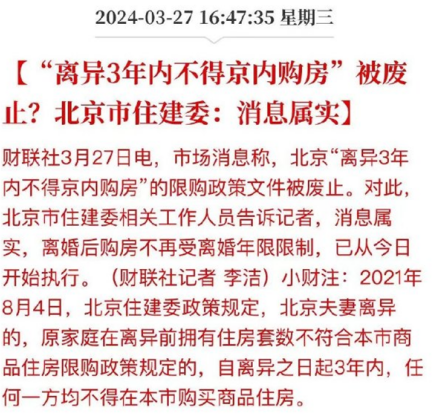 2024-03-27 16:47:35 星期三
【“离异3年内不得京内购房”被废
止？北京市住建委：消息属实】
财联社3月27日电，市场消息称，北京“离异3年
内不得京内购房”的限购政策文件被废止。对此，
北京市住建委相关工作人员告诉记者，消息属
实，离婚后购房不再受离婚年限限制，已从今日
开始执行。（财联社记者 李洁）小财注：2021年
8月4日，北京住建委政策规定，北京夫妻离异
的，原家庭在离异前拥有住房套数不符合本市商
品住房限购政策规定的，自离异之日起3年内，任
何一方均不得在本市购买商品住房。